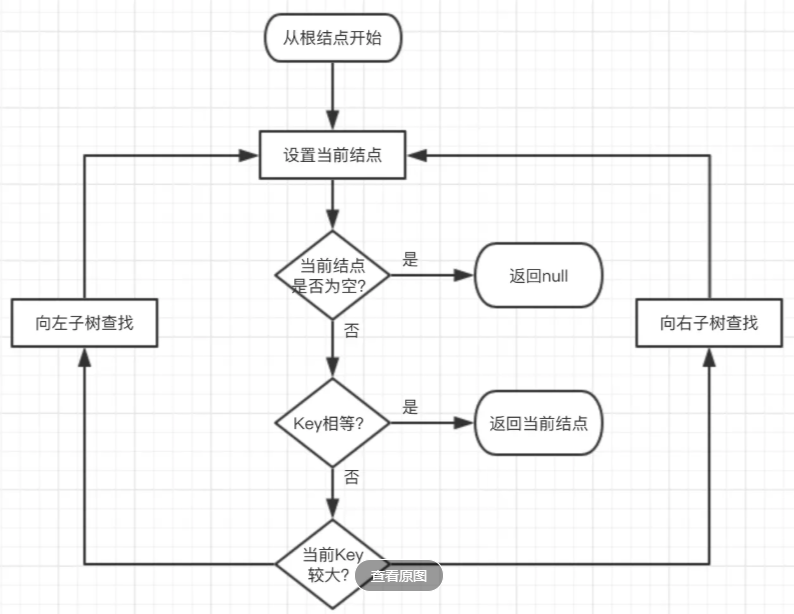 从根结点开始
设置当前结点
当前结点
是否为空?
是
返回null
向左子树查找
向右子树查找
否
Key相等?
是
返回当前结点
否
当前Key
较大?
查看原图